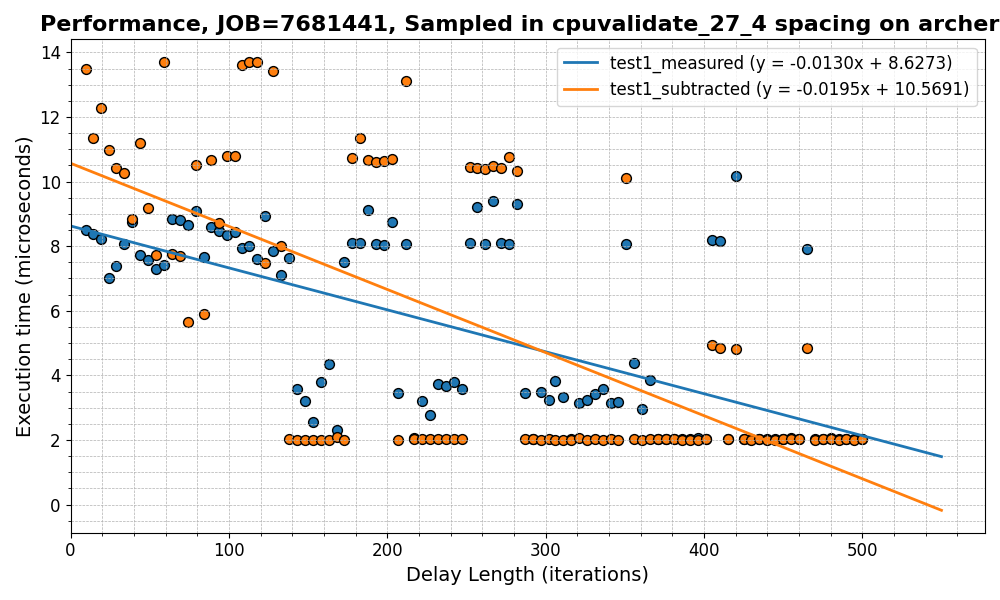 Performance, JOB=7681441, Sampled in cpuvalidate_27_4 spacing on archer
test1_measured (y = -0.0130x + 8.6273)
test1_subtracted (y = -0.0195x + 10.5691)
Execution time (microseconds)
14
12
10
8
6
4
2
0
0 100 200 300 400 500
Delay Length (iterations)